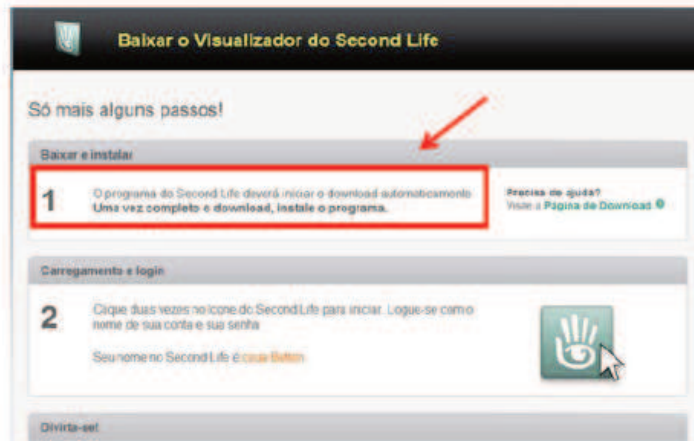 Baixar o Visualizador do Second Life
Só mais alguns passos!
Baixar e instalar
1
O programa do Second Life deverá iniciar o download automaticamente
Uma vez completo o download, instale o programa.
Precisa de ajuda?
Visite a Página de Download
Carregamento e login
2
Clique duas vezes no ícone do Second Life para iniciar. Logue-se com o
nome de sua conta e sua senha
Seu nome no Second Life é Button
Divirta-se!